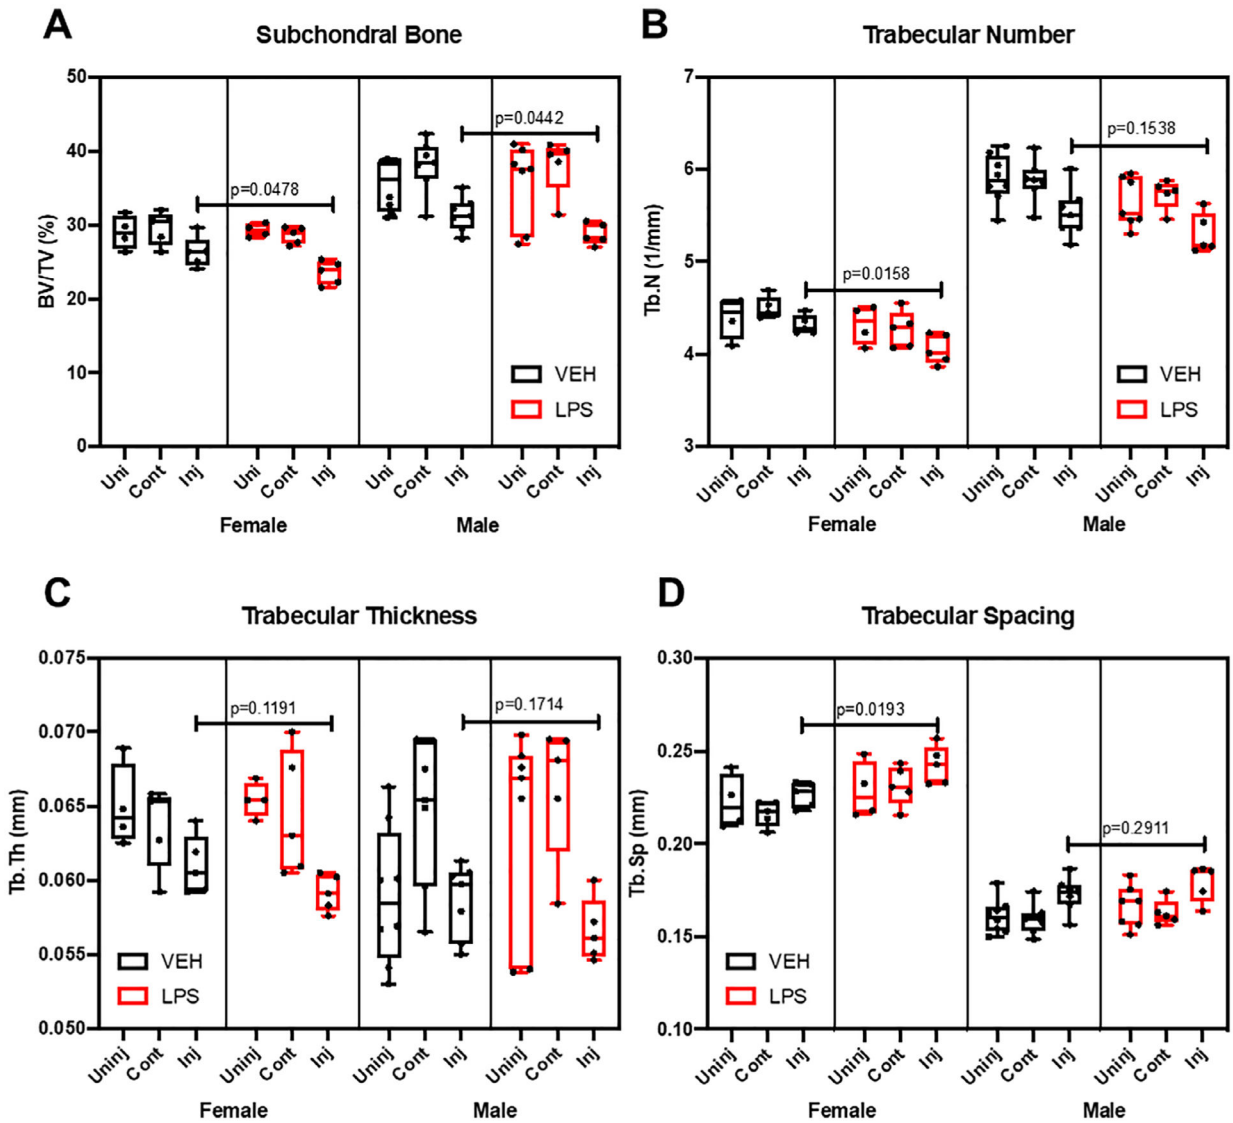 A
Subchondral Bone
BV/TV (%)
50
40
30
20
10
0
p=0.0478
p=0.0442
VEH
LPS
Uni Cont Inj Uni Cont Inj Uni Cont Inj Uni Cont Inj
Female Male
B
Trabecular Number
Tb.N (1/mm)
7
6
5
4
3
p=0.0158
p=0.1538
VEH
LPS
Uninj Cont Inj Uninj Cont Inj Uninj Cont Inj Uninj Cont Inj
Female Male
C
Trabecular Thickness
Tb.Th (mm)
0.075
0.070
0.065
0.060
0.055
0.050
p=0.1191
p=0.1714
VEH
LPS
Uninj Cont Inj Uninj Cont Inj Uninj Cont Inj Uninj Cont Inj
Female Male
D
Trabecular Spacing
Tb.Sp (mm)
0.30
0.25
0.20
0.15
0.10
p=0.0193
p=0.2911
VEH
LPS
Uninj Cont Inj Uninj Cont Inj Uninj Cont Inj Uninj Cont Inj
Female Male